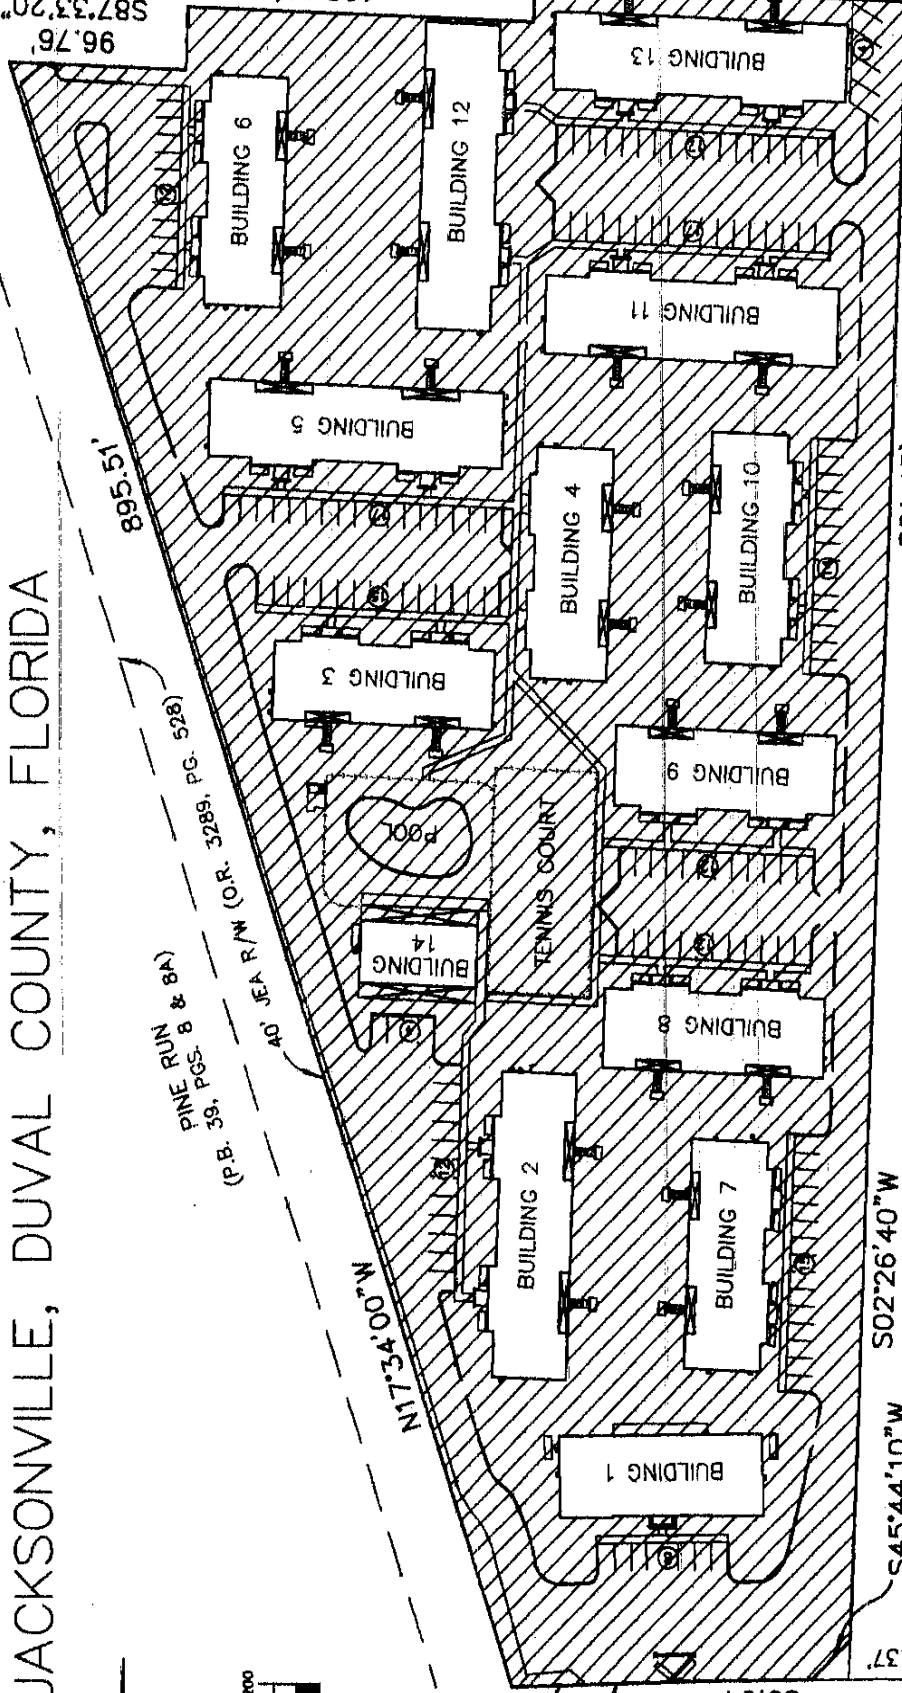 JACKSONVILLE, DUVAL COUNTY, FLORIDA
96.76'
S87°33'20"
895.51'
PINE RUN
(P.B. 39, PGS. 8 & 8A)
40' JEA R/W (O.R. 3289, PG. 528)
N17°34'00"W
200
BUILDING 6
BUILDING 12
BUILDING 13
BUILDING 5
BUILDING 11
BUILDING 4
BUILDING 10
BUILDING 3
BUILDING 9
POOL
TENNIS COURT
BUILDING
14
BUILDING 8
BUILDING 2
BUILDING 7
BUILDING 1
S02°26'40"W
S45°44'10"W
37'